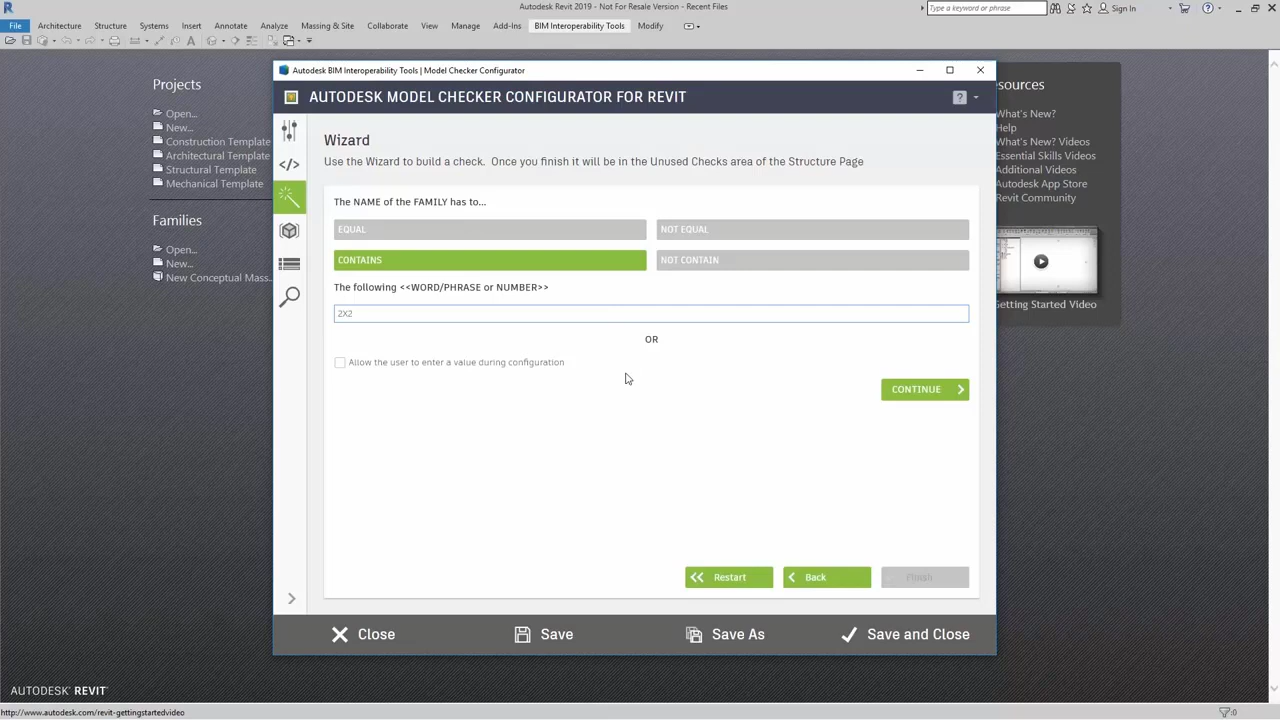 Autodesk Revit 2019 - Not For Resale Version - Recent Files
Type a keyword or phrase
Sign In
File Architecture Structure Systems Insert Annotate Analyze Massing & Site Collaborate View Manage Add-Ins BIM Interoperability Tools Modify
Projects
Open...
New...
Construction Template
Architectural Template
Structural Template
Mechanical Template
Families
Open...
New...
New Conceptual Mass...
Autodesk BIM Interoperability Tools | Model Checker Configurator
AUTODESK MODEL CHECKER CONFIGURATOR FOR REVIT
Wizard
Use the Wizard to build a check. Once you finish it will be in the Unused Checks area of the Structure Page
The NAME of the FAMILY has to...
EQUAL
NOT EQUAL
CONTAINS
NOT CONTAIN
The following <<WORD/PHRASE or NUMBER>>
2X2
OR
Allow the user to enter a value during configuration
CONTINUE
Restart
Back
Finish
Close
Save
Save As
Save and Close
sources
What's New?
Help
What's New? Videos
Essential Skills Videos
Additional Videos
Autodesk App Store
Revit Community
Getting Started Video
AUTODESK® REVIT®
http://www.autodesk.com/revit-gettingstartedvideo
:0